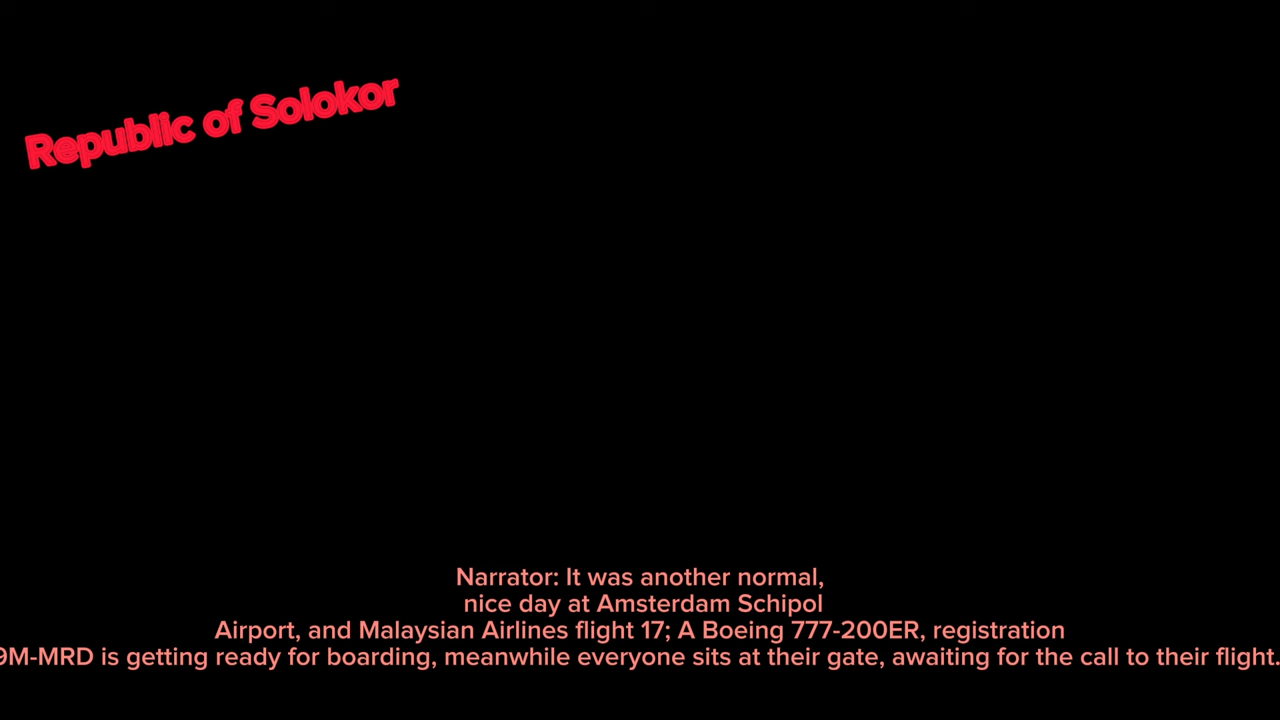 Republic of Solokor
Narrator: It was another normal,
nice day at Amsterdam Schipol
Airport, and Malaysian Airlines flight 17; A Boeing 777-200ER, registration
9M-MRD is getting ready for boarding, meanwhile everyone sits at their gate, awaiting for the call to their flight.